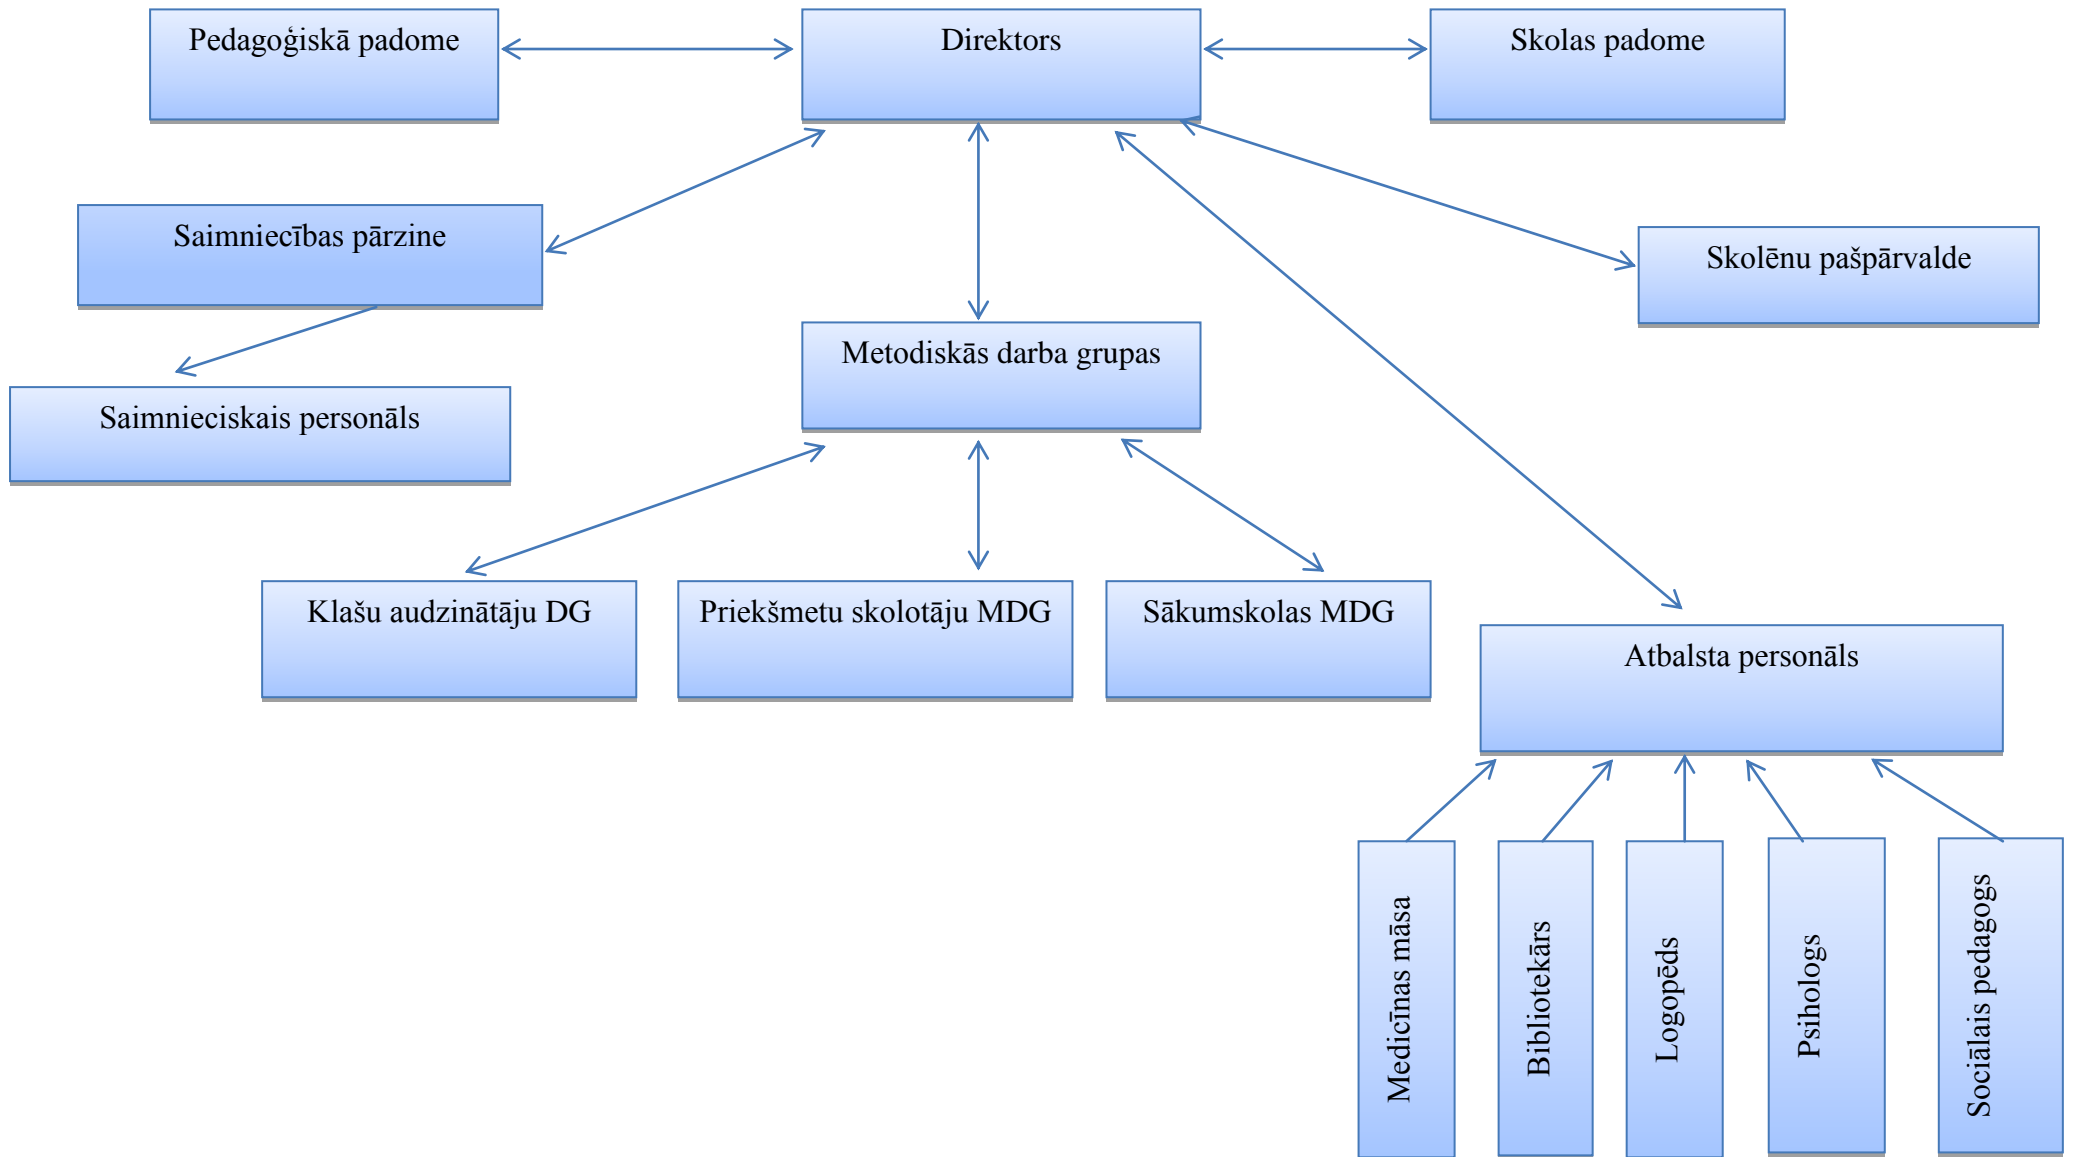 Pedagoģiskā padome
Direktors
Skolas padome
Saimniecības pārzine
Skolēnu pašpārvalde
Metodiskās darba grupas
Saimnieciskais personāls
Klašu audzinātāju DG
Priekšmetu skolotāju MDG
Sākumskolas MDG
Atbalsta personāls
Medicīnas māsa
Bibliotekārs
Logopēds
Psihologs
Sociālais pedagogs